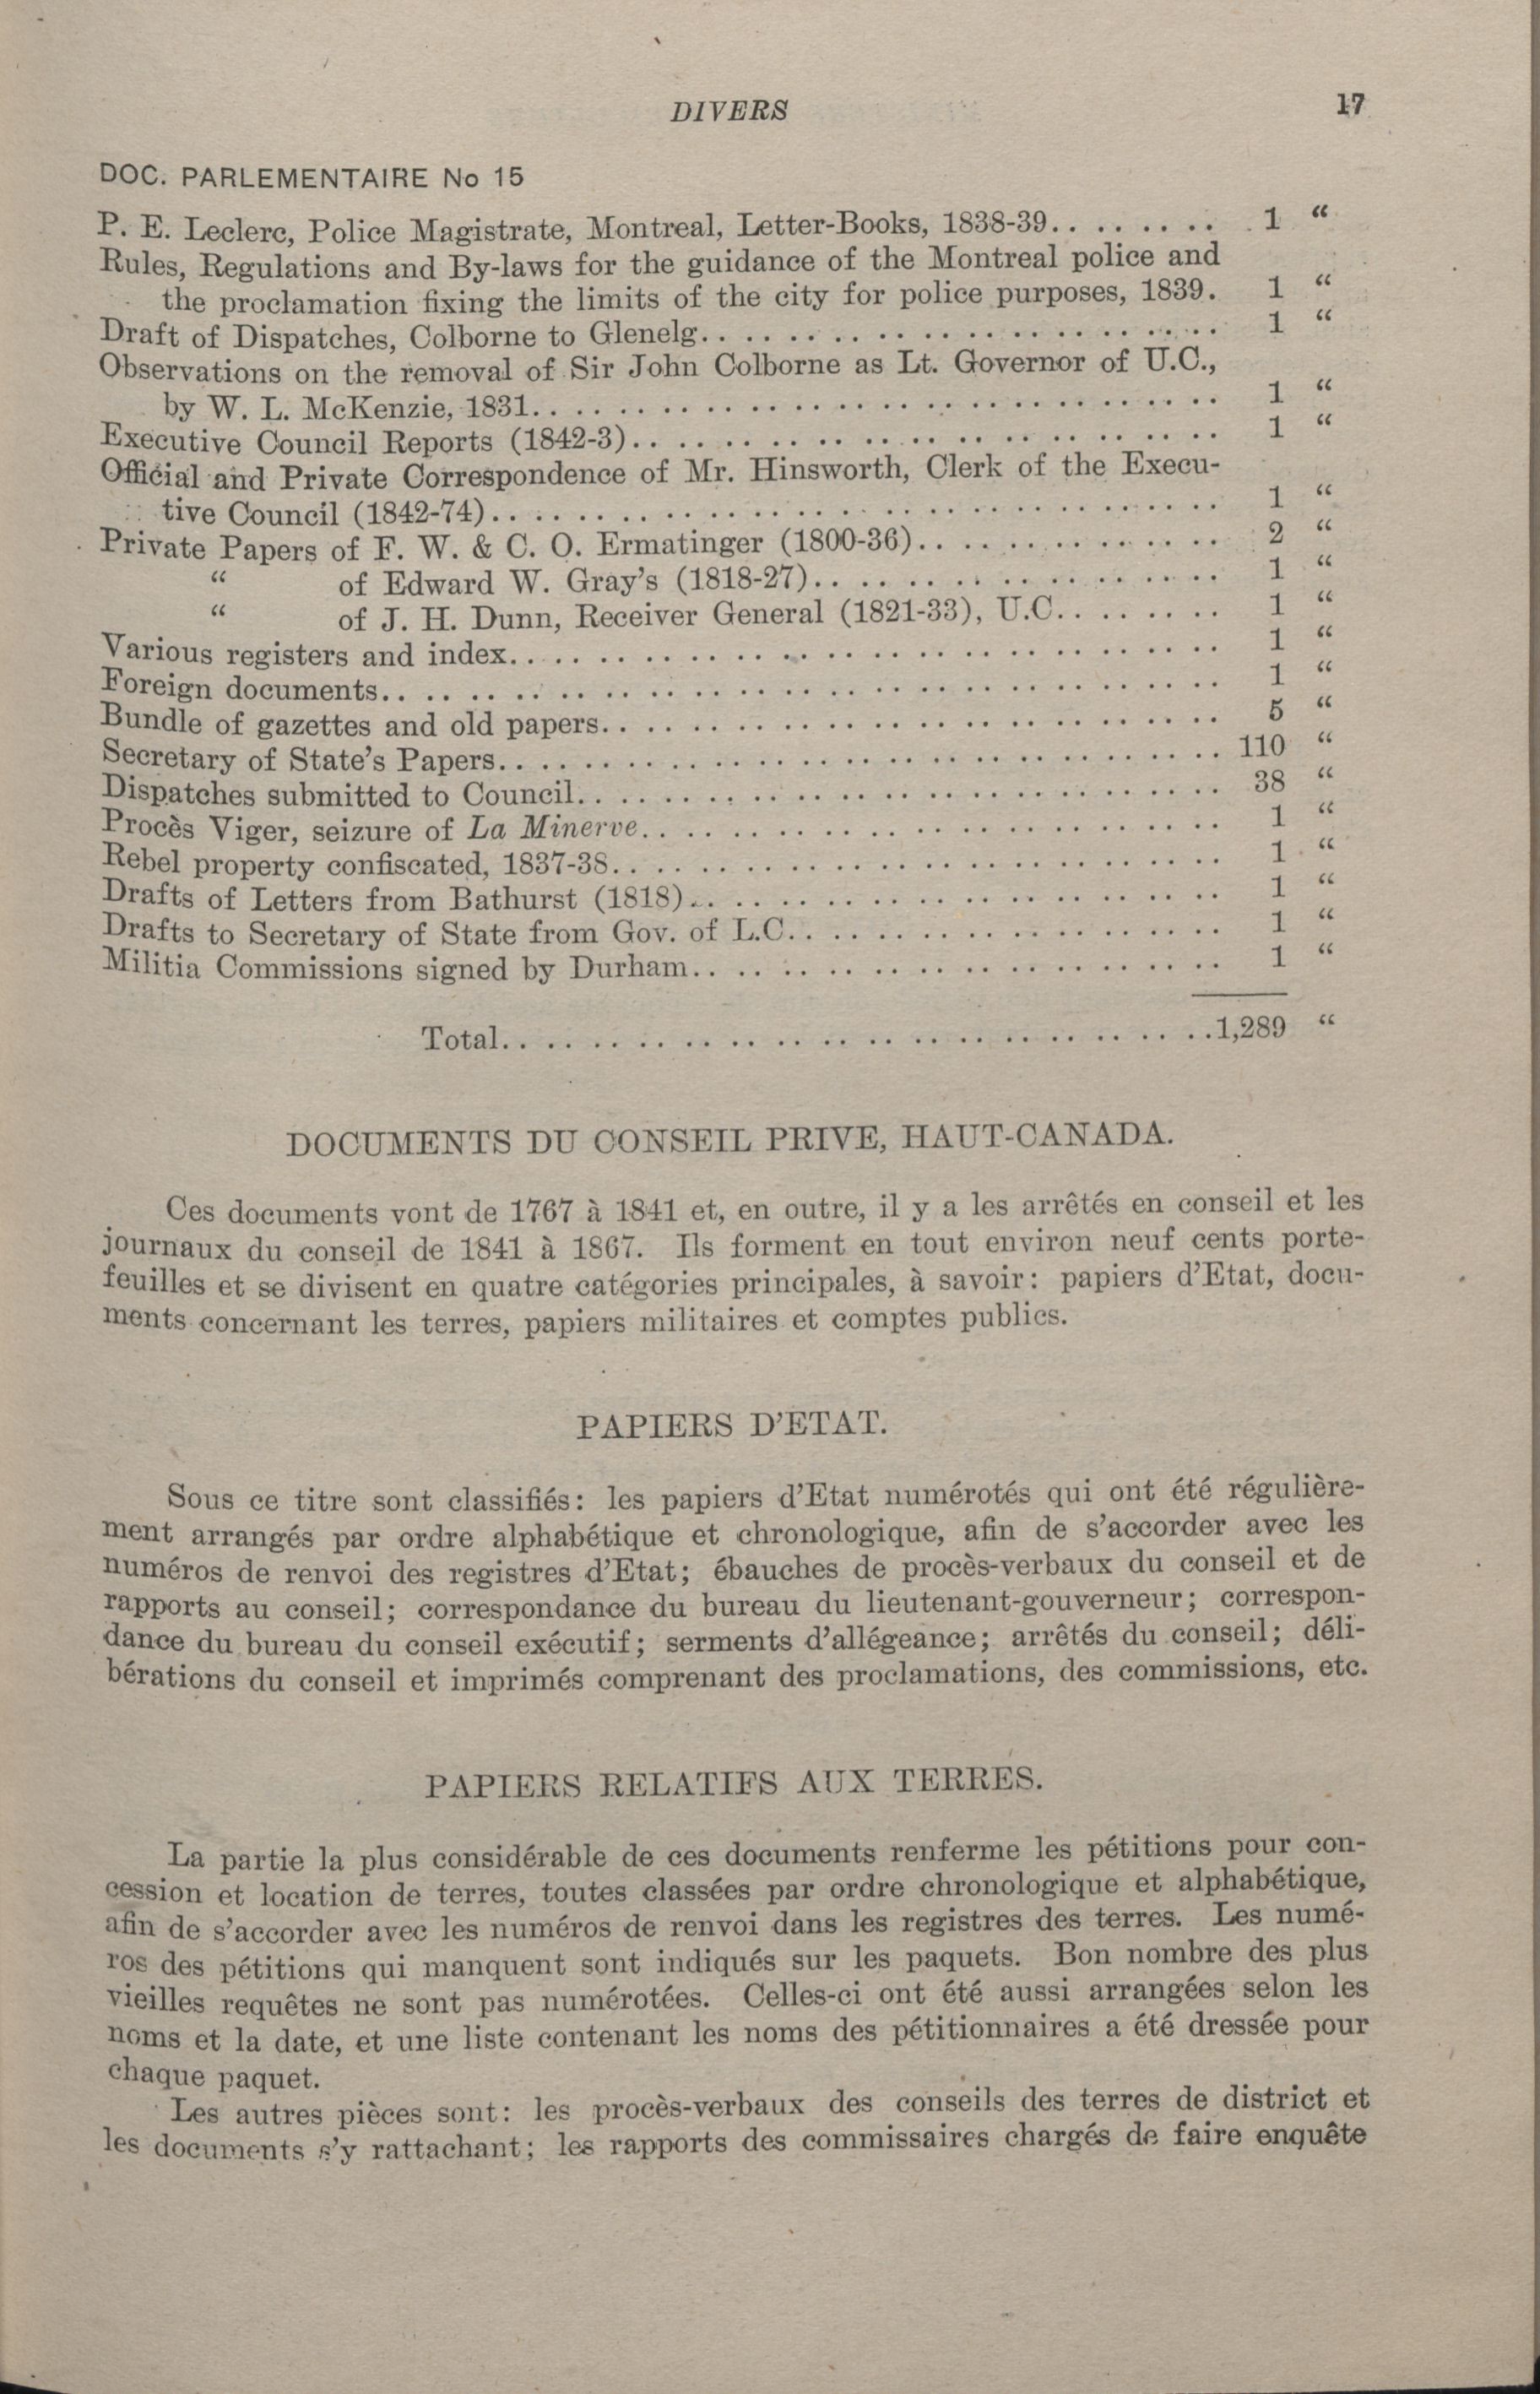 DIVERS 17
DOC. PARLEMENTAIRE No 15
P. E. Leclerc, Police Magistrate, Montreal, Letter-Books, 1838-39........ 1 “
Rules, Regulations and By-laws for the guidance of the Montreal police and
the proclamation fixing the limits of the city for police purposes, 1839. 1 “
Draft of Dispatches, Colborne to Glenelg........................ 1 “
Observations on the removal of Sir John Colborne as Lt. Governor of U.C.,
by W. L. McKenzie, 1831................................ 1 “
Executive Council Reports (1842-3)........................... 1 “
Official and Private Correspondence of Mr. Hinsworth, Clerk of the Execu-
tive Council (1842-74)................................. 1 “
Private Papers of F. W. & C. O. Ermatinger (1800-36).............. 2 “
“ of Edward W. Gray's (1818-27)................... 1 “
“ of J. H. Dunn, Receiver General (1821-33), U.C........ 1 “
Various registers and index................................ 1 “
Foreign documents...................................... 1 “
Bundle of gazettes and old papers............................ 5 “
Secretary of State's Papers................................. 110 “
Dispatches submitted to Council............................. 38 “
Procès Viger, seizure of La Minerve.......................... 1 “
Rebel property confiscated, 1837-38........................... 1 “
Drafts of Letters from Bathurst (1818)........................ 1 “
Drafts to Secretary of State from Gov. of L.C................... 1 “
Militia Commissions signed by Durham........................ 1 “
Total................................1,289 “
DOCUMENTS DU CONSEIL PRIVE, HAUT-CANADA.
Ces documents vont de 1767 à 1841 et, en outre, il y a les arrêtés en conseil et les
journaux du conseil de 1841 à 1867. Ils forment en tout environ neuf cents porte-
feuilles et se divisent en quatre catégories principales, à savoir: papiers d'Etat, docu-
ments concernant les terres, papiers militaires et comptes publics.
PAPIERS D'ETAT.
Sous ce titre sont classifiés: les papiers d'Etat numérotés qui ont été régulière-
ment arrangés par ordre alphabétique et chronologique, afin de s'accorder avec les
numéros de renvoi des registres d'Etat; ébauches de procès-verbaux du conseil et de
rapports au conseil; correspondance du bureau du lieutenant-gouverneur; correspon-
dance du bureau du conseil exécutif; serments d'allégeance; arrêtés du conseil; déli-
bérations du conseil et imprimés comprenant des proclamations, des commissions, etc.
PAPIERS RELATIFS AUX TERRES.
La partie la plus considérable de ces documents renferme les pétitions pour con-
cession et location de terres, toutes classées par ordre chronologique et alphabétique,
afin de s'accorder avec les numéros de renvoi dans les registres des terres. Les numé-
ros des pétitions qui manquent sont indiqués sur les paquets. Bon nombre des plus
vieilles requêtes ne sont pas numérotées. Celles-ci ont été aussi arrangées selon les
noms et la date, et une liste contenant les noms des pétitionnaires a été dressée pour
chaque paquet.
Les autres pièces sont: les procès-verbaux des conseils des terres de district et
les documents s'y rattachant; les rapports des commissaires chargés de faire enquête